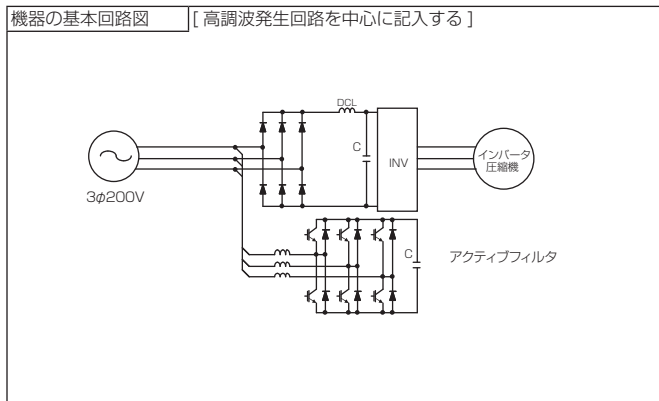 機器の基本回路図
[ 高調波発生回路を中心に記入する ]
DCL
C
INV
インバータ
圧縮機
3φ200V
C
アクティブフィルタ